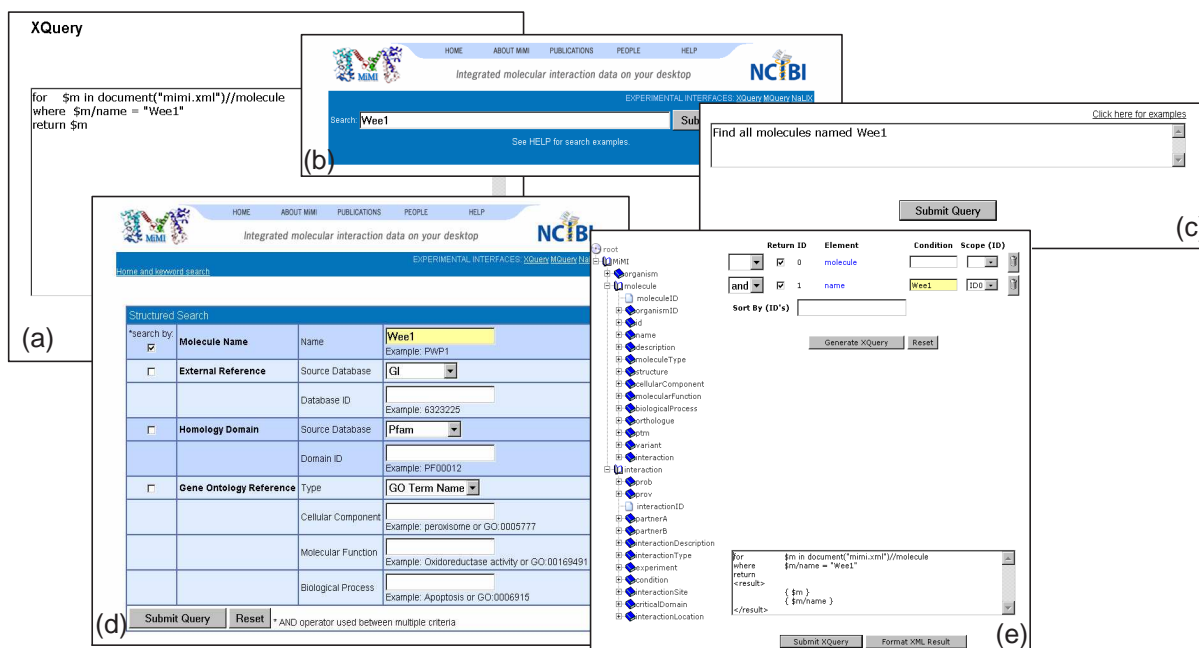 XQuery
for $m in document("mimi.xml")//molecule
where $m/name = "Wee1"
return $m
(a)
HOME ABOUT MiMI PUBLICATIONS PEOPLE HELP
MiMI
Integrated molecular interaction data on your desktop
NCIBI
EXPERIMENTAL INTERFACES: XQuery MQuery NaLIX
Search: Wee1 Sub
See HELP for search examples.
(b)
Click here for examples
Find all molecules named Wee1
Submit Query
(c)
HOME ABOUT MiMI PUBLICATIONS PEOPLE HELP
MiMI
Integrated molecular interaction data on your desktop
NCIBI
EXPERIMENTAL INTERFACES: XQuery MQuery Na
Home and keyword search
Structured Search
*search by: Molecule Name Name Wee1
Example: PWP1
External Reference Source Database GI
Database ID
Example: 6323225
Homology Domain Source Database Pfam
Domain ID
Example: PF00012
Gene Ontology Reference Type GO Term Name
Cellular Component
Example: peroxisome or GO:0005777
Molecular Function
Example: Oxidoreductase activity or GO:00169491
Biological Process
Example: Apoptosis or GO:0006915
Submit Query Reset * AND operator used between multiple criteria
(d)
root
MiMI
organism
molecule
moleculeID
organismID
id
name
description
moleculeType
structure
cellularComponent
molecularFunction
biologicalProcess
orthologue
ptm
variant
interaction
interaction
prob
prov
interactionID
partnerA
partnerB
interactionDescription
interactionType
experiment
condition
interactionSite
criticalDomain
interactionLocation
Return ID Element Condition Scope (ID)
0 molecule
and 1 name Wee1 ID0
Sort By (ID's)
Generate XQuery Reset
for $m in document("mimi.xml")//molecule
where $m/name = "Wee1"
return
<result>
{ $m }
{ $m/name }
</result>
Submit XQuery Format XML Result
(e)